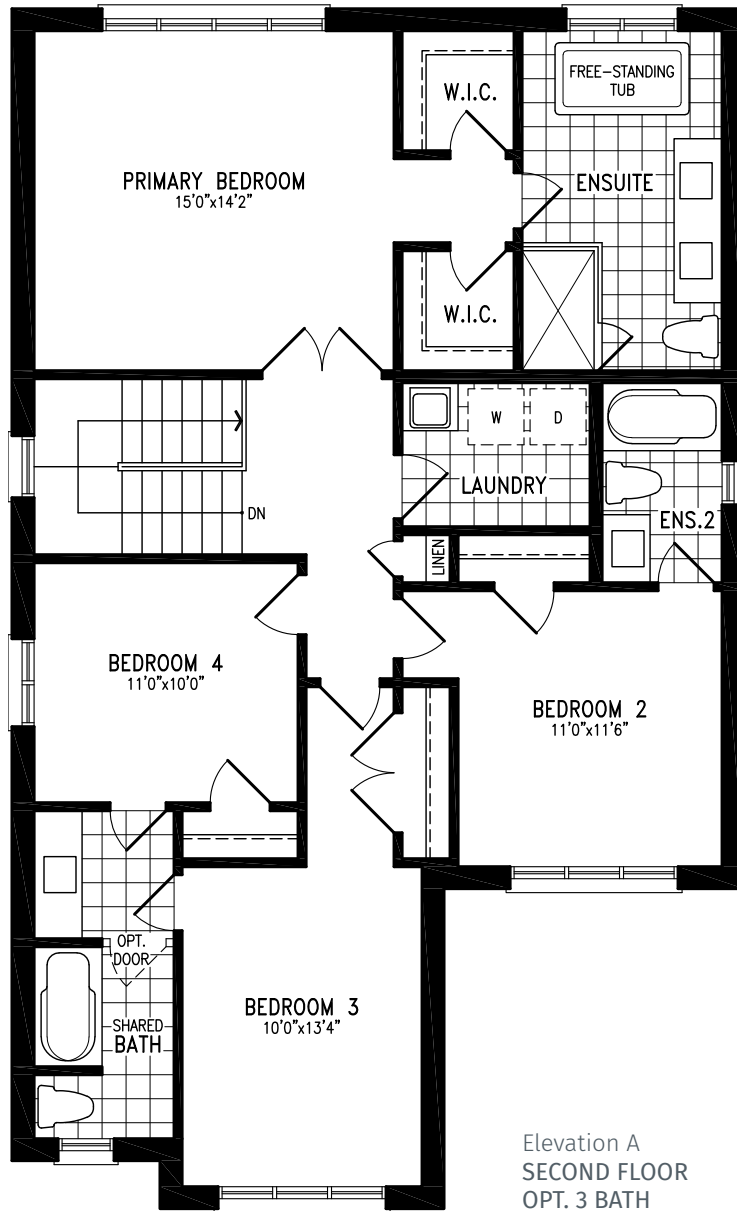 FREE-STANDING
TUB
W.I.C.
PRIMARY BEDROOM
15'0"x14'2"
ENSUITE
W.I.C.
W
D
LAUNDRY
DN
ENS.2
LINEN
BEDROOM 4
11'0"x10'0"
BEDROOM 2
11'0"x11'6"
OPT.
DOOR
SHARED
BATH
BEDROOM 3
10'0"x13'4"
Elevation A
SECOND FLOOR
OPT. 3 BATH